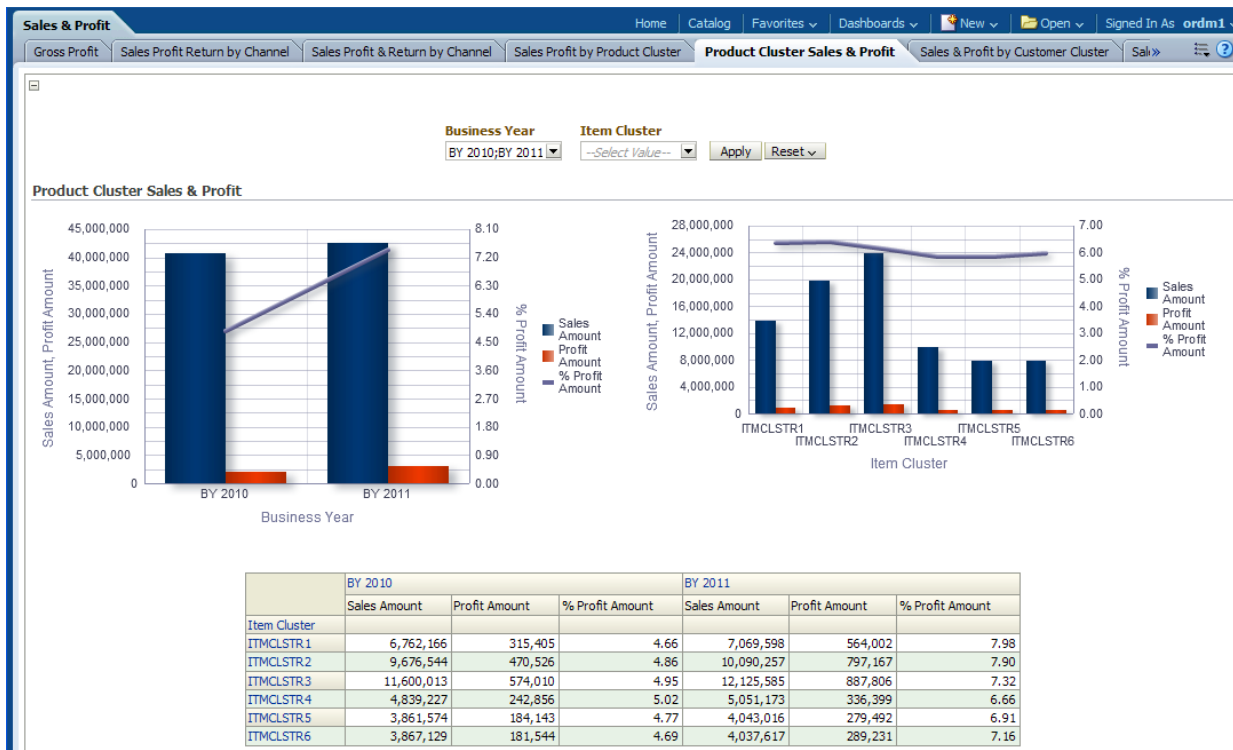 Sales & Profit
Home Catalog Favorites Dashboards New Open Signed In As ordm1
Gross Profit Sales Profit Return by Channel Sales Profit & Return by Channel Sales Profit by Product Cluster Product Cluster Sales & Profit Sales & Profit by Customer Cluster Sal»
Business Year Item Cluster
BY 2010;BY 2011 --Select Value-- Apply Reset
Product Cluster Sales & Profit
45,000,000
40,000,000
35,000,000
30,000,000
25,000,000
20,000,000
15,000,000
10,000,000
5,000,000
0
Sales Amount, Profit Amount
8.10
7.20
6.30
5.40
4.50
3.60
2.70
1.80
0.90
0.00
% Profit Amount
BY 2010 BY 2011
Business Year
Sales
Amount
Profit
Amount
% Profit
Amount
28,000,000
24,000,000
20,000,000
16,000,000
12,000,000
8,000,000
4,000,000
0
Sales Amount, Profit Amount
7.00
6.00
5.00
4.00
3.00
2.00
1.00
0.00
% Profit Amount
ITMCLSTR1 ITMCLSTR3 ITMCLSTR5
ITMCLSTR2 ITMCLSTR4 ITMCLSTR6
Item Cluster
Sales
Amount
Profit
Amount
% Profit
Amount
BY 2010 BY 2011
Sales Amount Profit Amount % Profit Amount Sales Amount Profit Amount % Profit Amount
Item Cluster
ITMCLSTR1 6,762,166 315,405 4.66 7,069,598 564,002 7.98
ITMCLSTR2 9,676,544 470,526 4.86 10,090,257 797,167 7.90
ITMCLSTR3 11,600,013 574,010 4.95 12,125,585 887,806 7.32
ITMCLSTR4 4,839,227 242,856 5.02 5,051,173 336,399 6.66
ITMCLSTR5 3,861,574 184,143 4.77 4,043,016 279,492 6.91
ITMCLSTR6 3,867,129 181,544 4.69 4,037,617 289,231 7.16